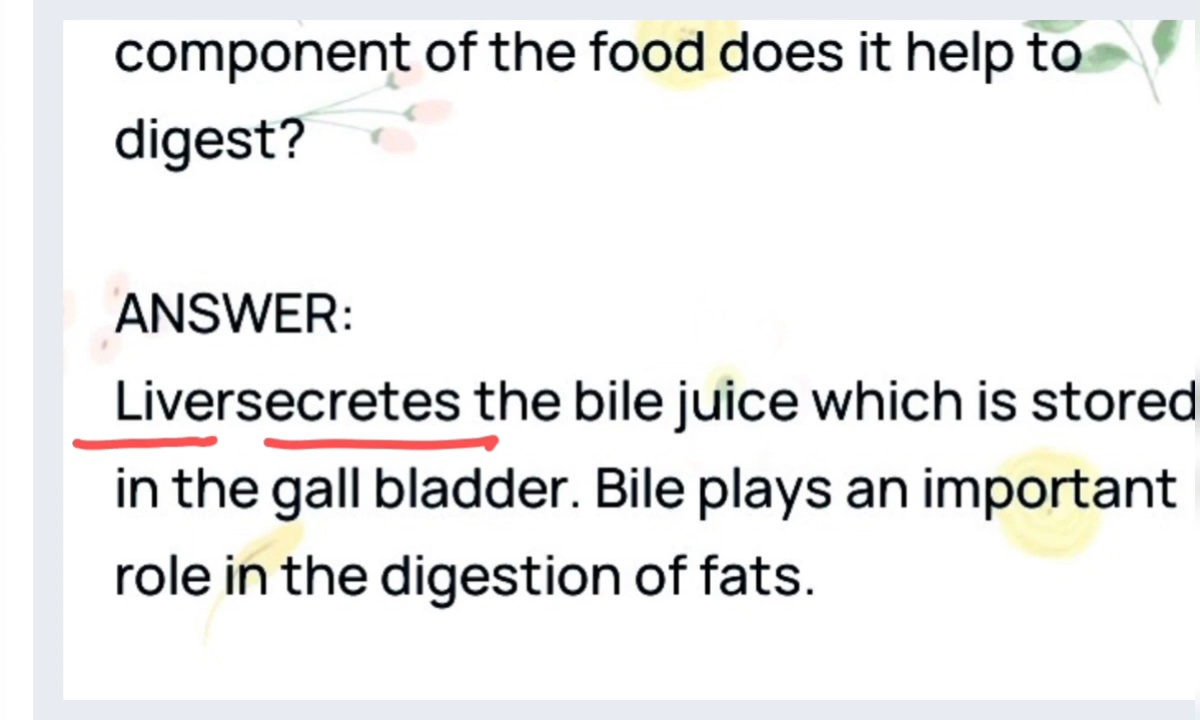 component of the food does it help to
digest?
ANSWER:
Liversecretes the bile juice which is stored
in the gall bladder. Bile plays an important
role in the digestion of fats.